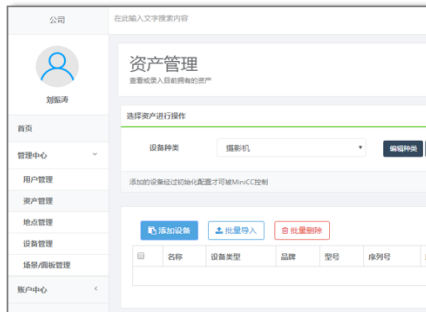 公司
在此输入文字搜索内容
刘振涛
资产管理
查看或录入目前拥有的资产
选择资产进行操作
设备种类
摄影机
编辑种类
添加的设备经过初始化配置才可被MiniCC控制
首页
管理中心
用户管理
资产管理
地点管理
设备管理
场景/面板管理
账户中心
添加设备
批量导入
批量删除
名称 设备类型 品牌 型号 序列号